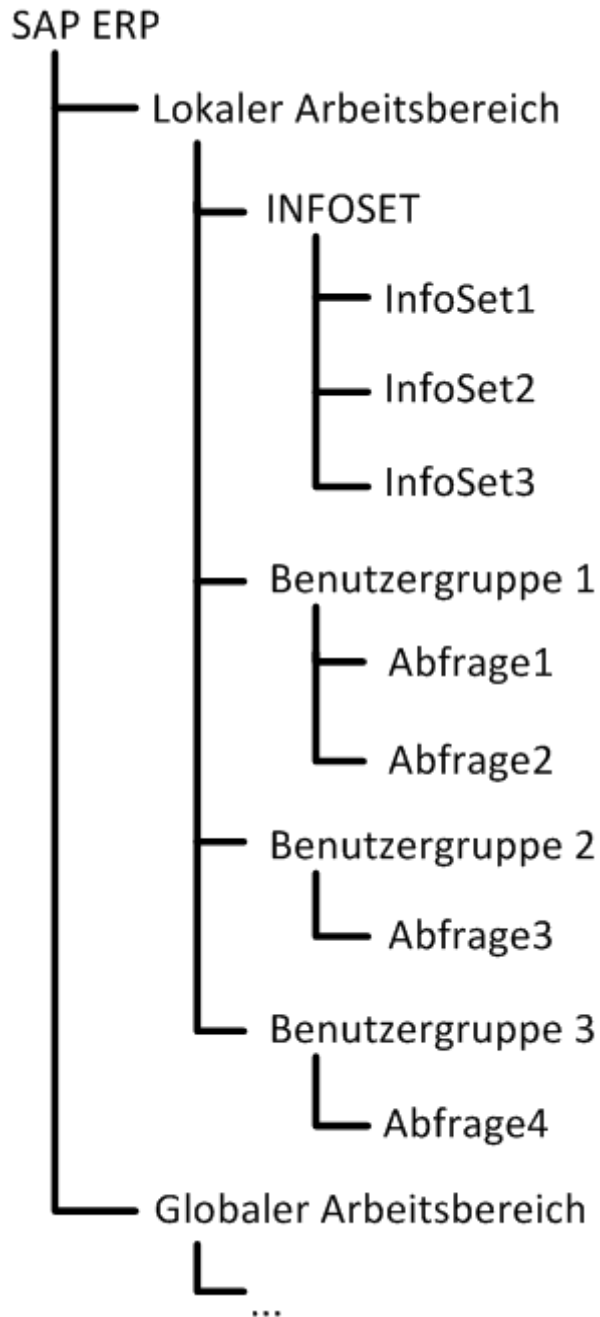 SAP ERP
Lokaler Arbeitsbereich
INFOSET
InfoSet1
InfoSet2
InfoSet3
Benutzergruppe 1
Abfrage1
Abfrage2
Benutzergruppe 2
Abfrage3
Benutzergruppe 3
Abfrage4
Globaler Arbeitsbereich
...